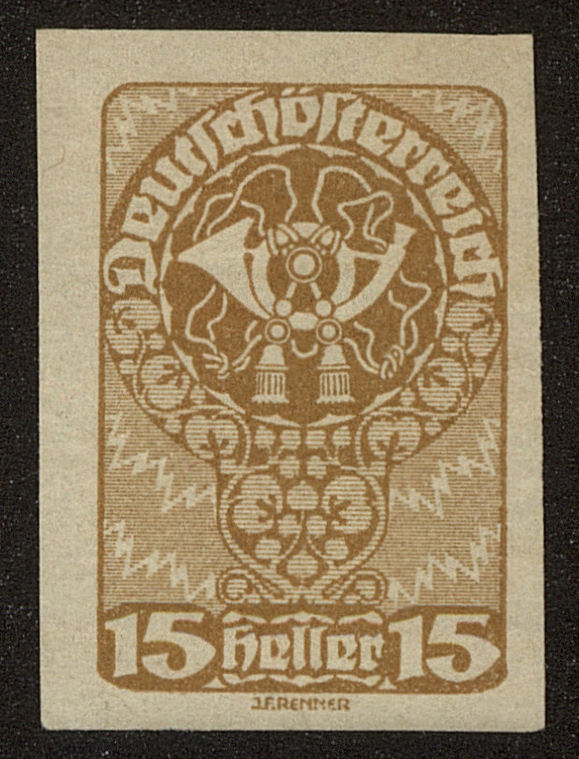 Deutschösterreich
15 Heller 15
J.F.RENNER